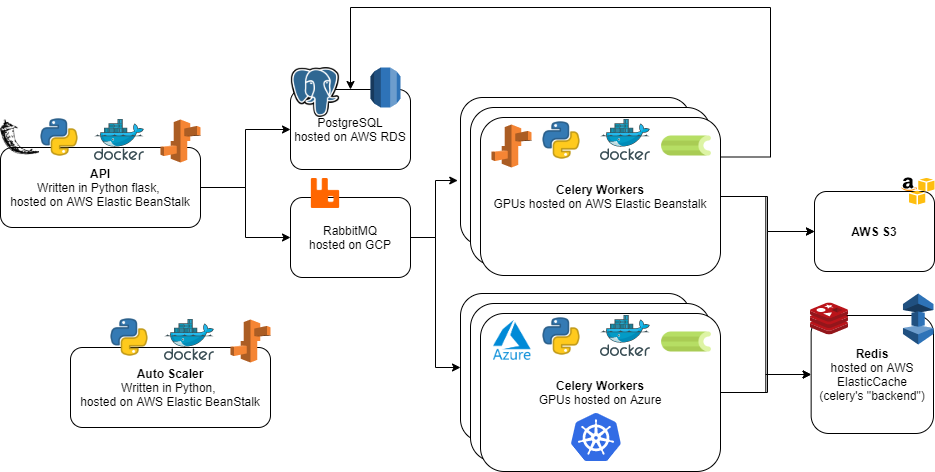 PostgreSQL
hosted on AWS RDS
docker
API
Written in Python flask,
hosted on AWS Elastic BeanStalk
docker
Celery Workers
GPUs hosted on AWS Elastic Beanstalk
RabbitMQ
hosted on GCP
a
AWS S3
docker
Auto Scaler
Written in Python,
hosted on AWS Elastic BeanStalk
Azure
docker
Celery Workers
GPUs hosted on Azure
Redis
hosted on AWS
ElasticCache
(celery's "backend")